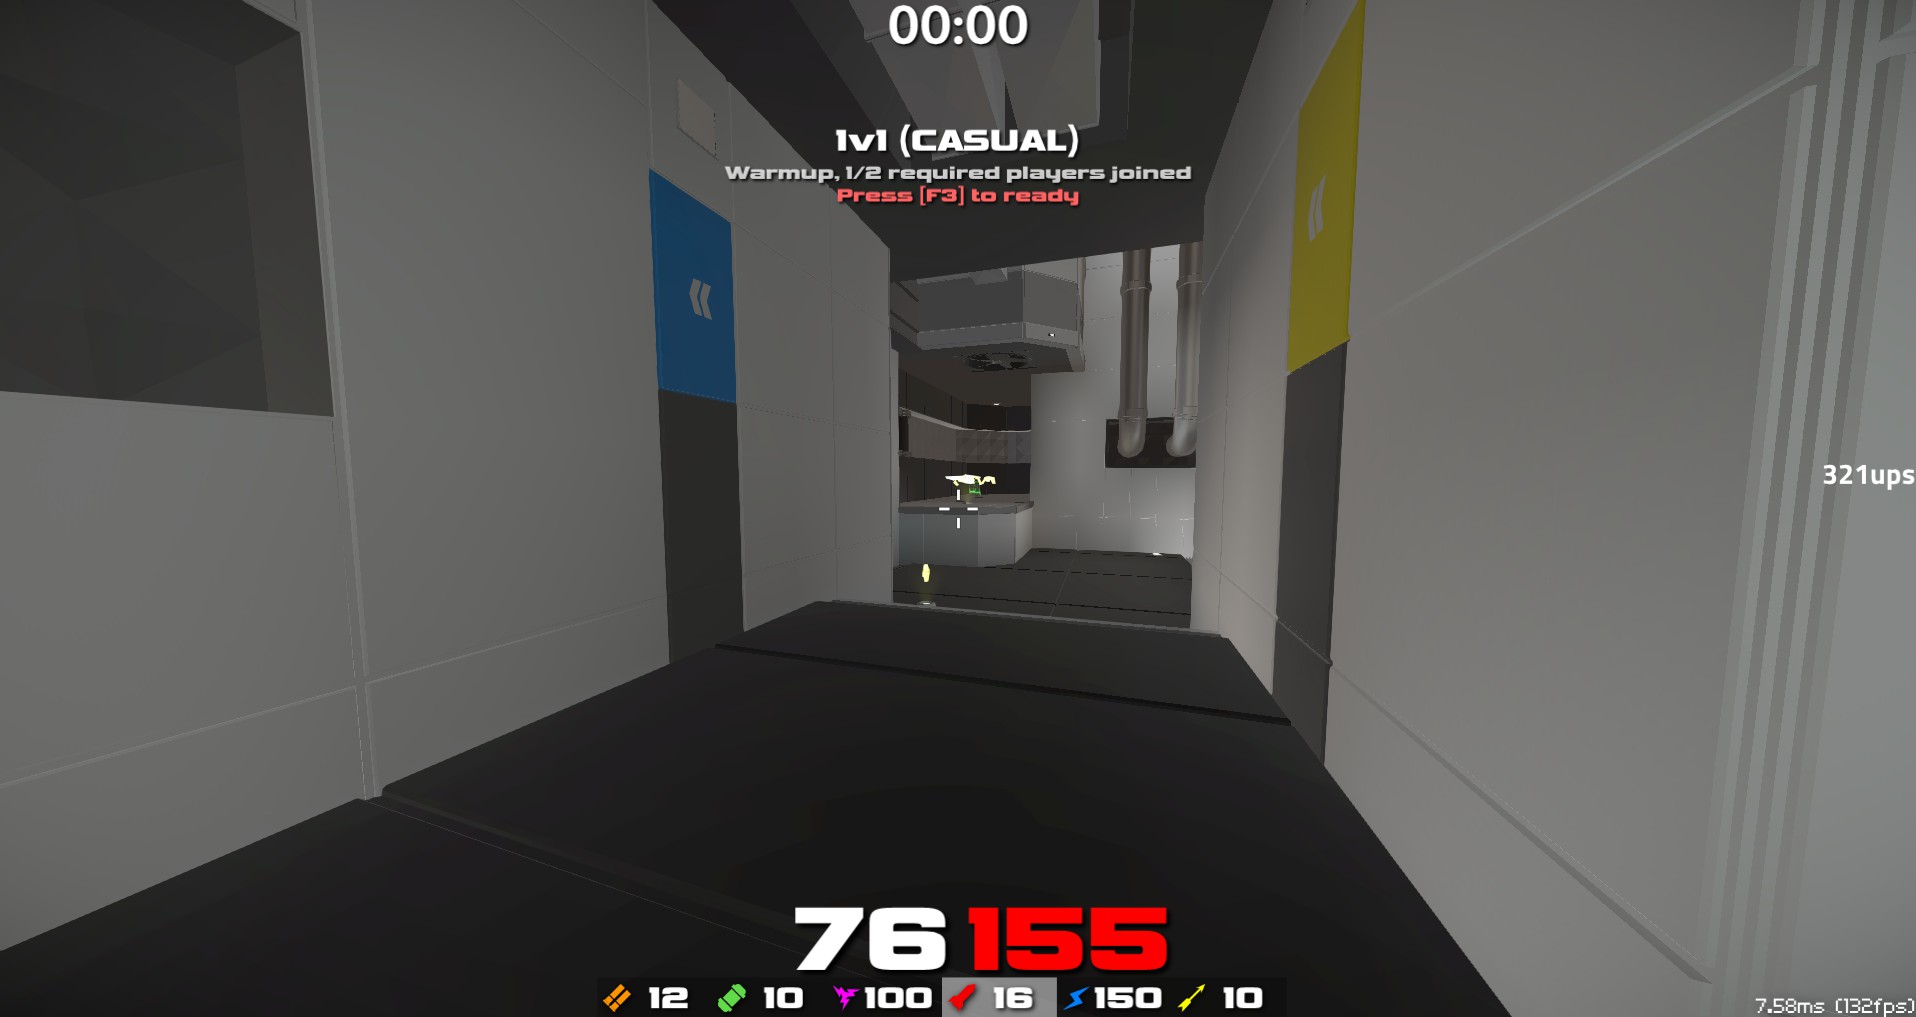 00:00
1v1 (CASUAL)
Warmup, 1/2 required players joined
Press [F3] to ready
321ups
76 155
12 10 100 16 150 10
7.58ms (132fps)